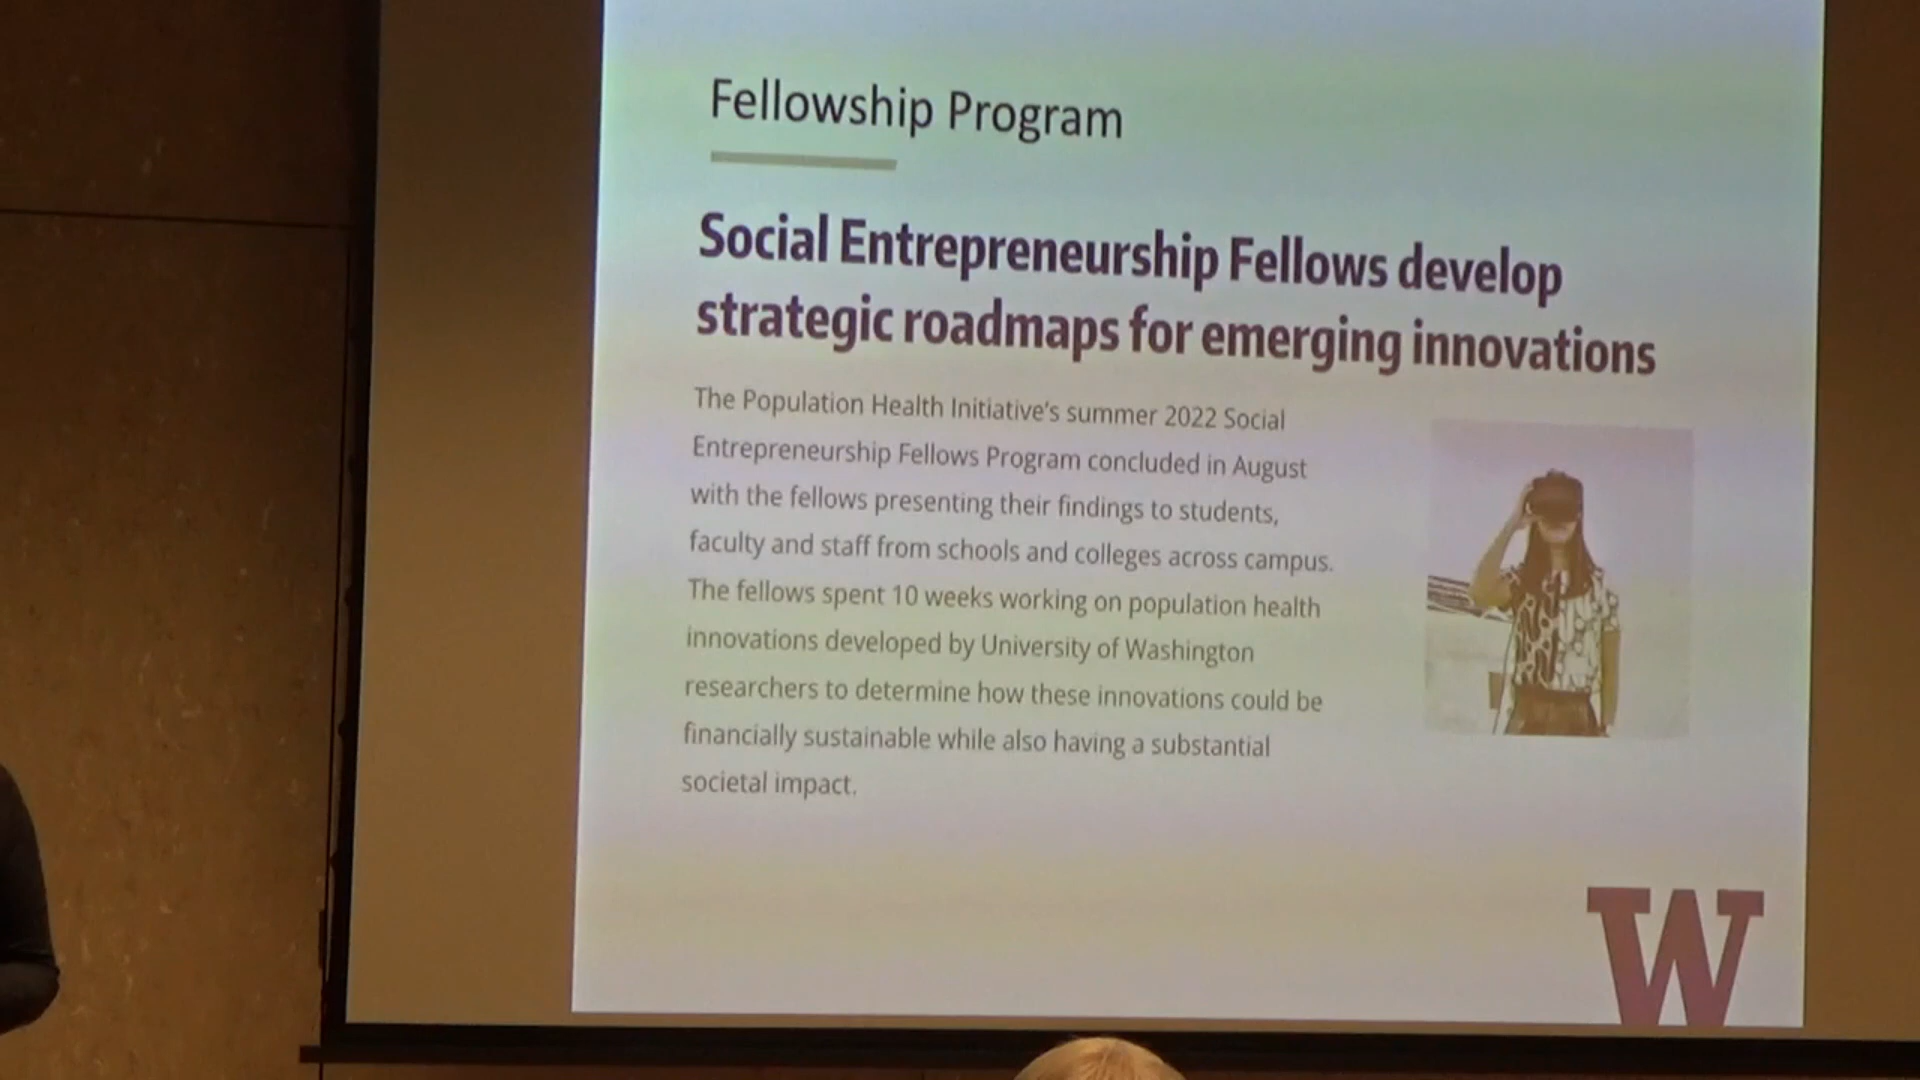 Fellowship Program
Social Entrepreneurship Fellows develop
strategic roadmaps for emerging innovations
The Population Health Initiative's summer 2022 Social
Entrepreneurship Fellows Program concluded in August
with the fellows presenting their findings to students,
faculty and staff from schools and colleges across campus.
The fellows spent 10 weeks working on population health
innovations developed by University of Washington
researchers to determine how these innovations could be
financially sustainable while also having a substantial
societal impact.
W